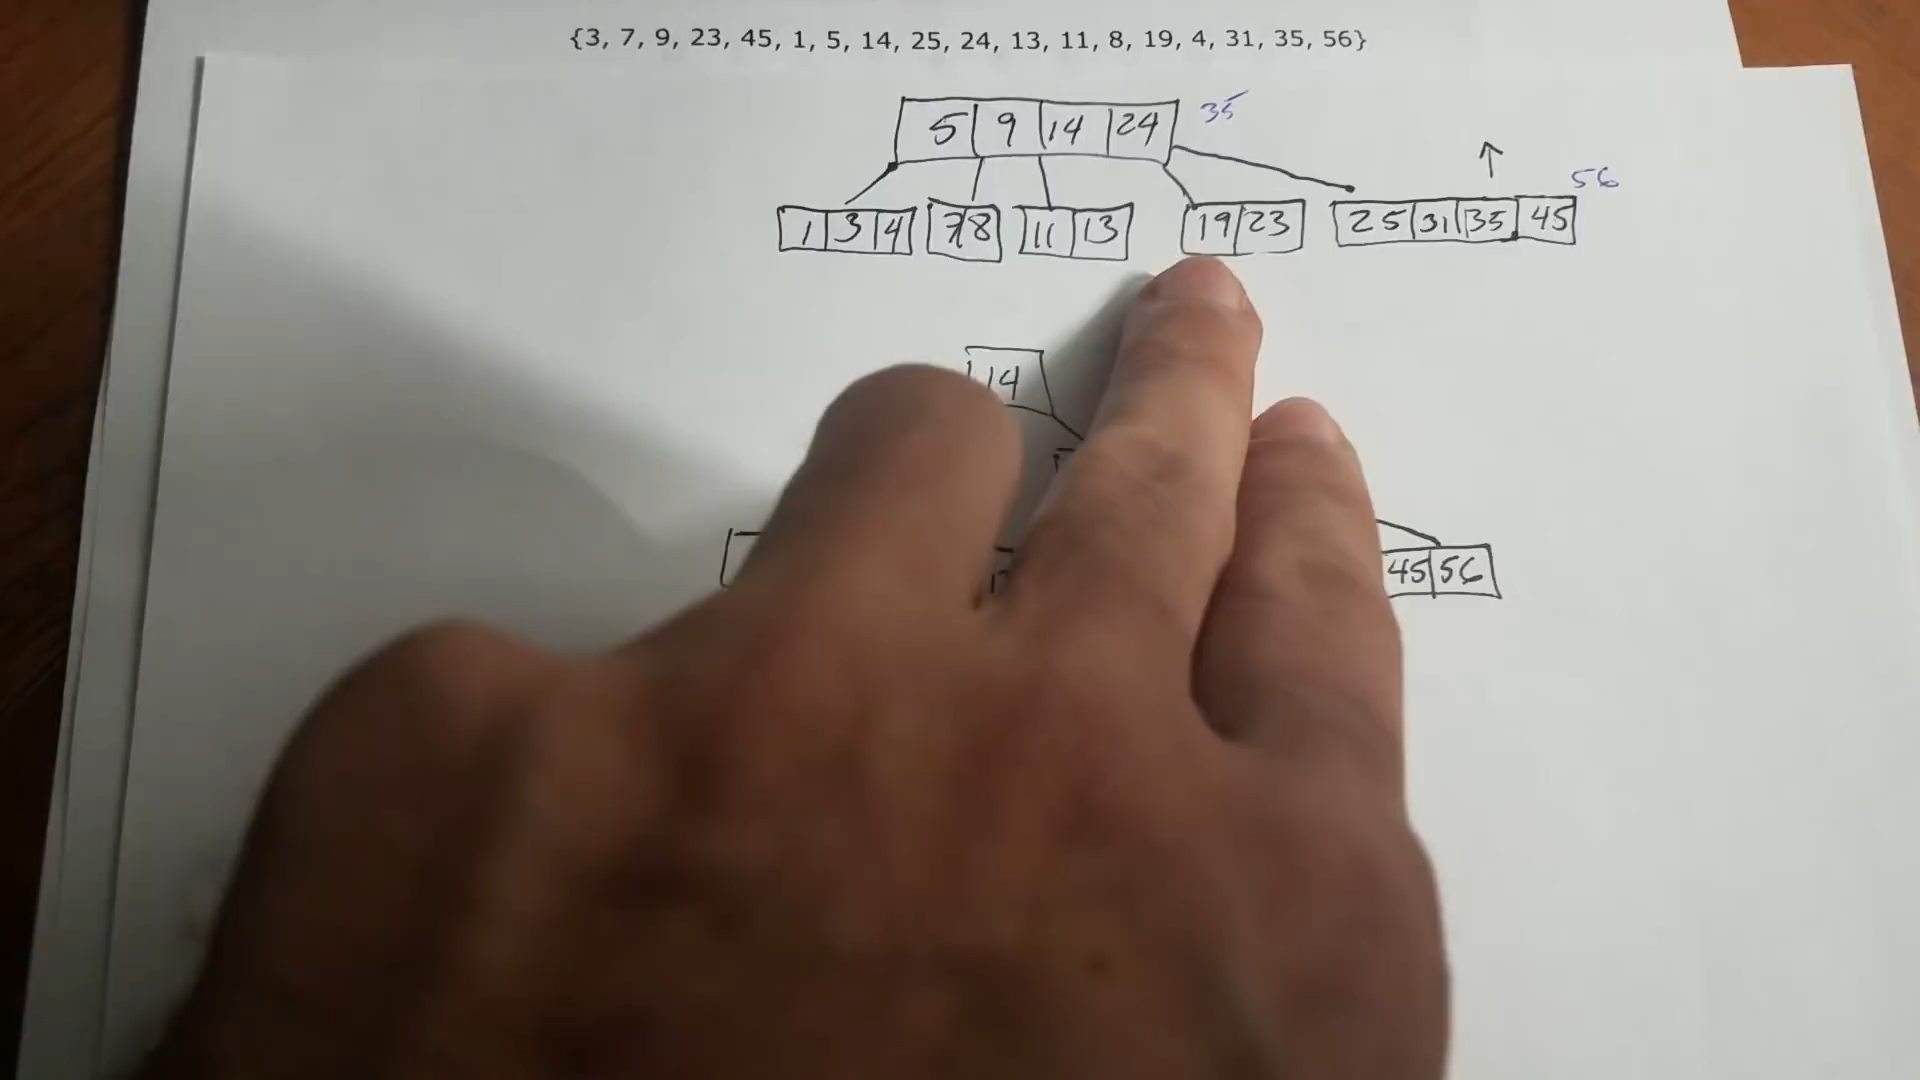 {3, 7, 9, 23, 45, 1, 5, 14, 25, 24, 13, 11, 8, 19, 4, 31, 35, 56}
5 9 14 24 35
56
1 3 4 7 8 11 13 19 23 25 31 35 45
14
45 56